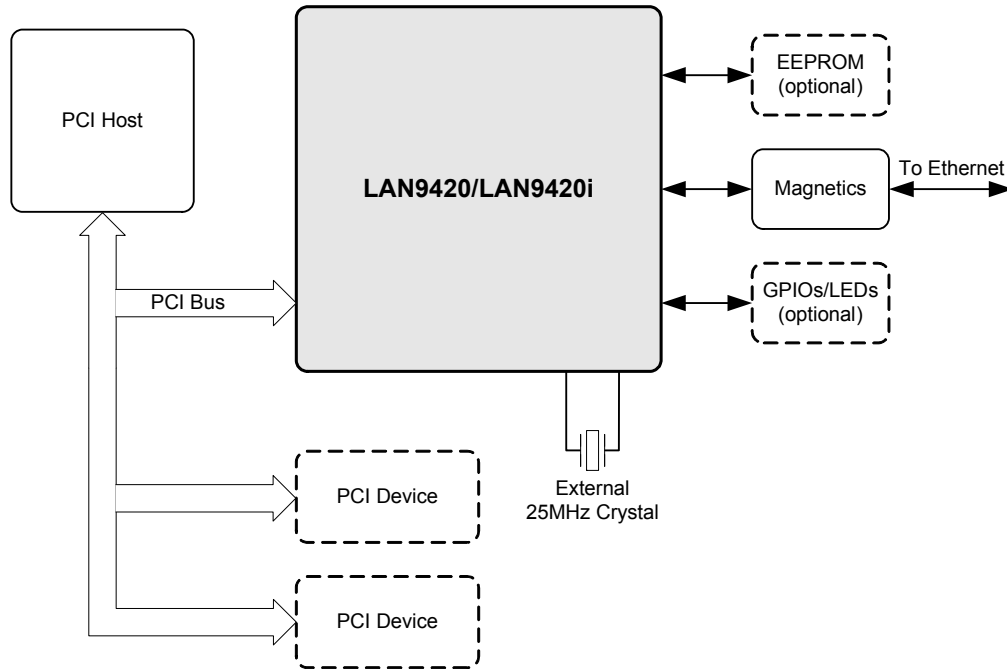 PCI Host
LAN9420/LAN9420i
EEPROM
(optional)
Magnetics
To Ethernet
GPIOs/LEDs
(optional)
PCI Bus
External
25MHz Crystal
PCI Device
PCI Device